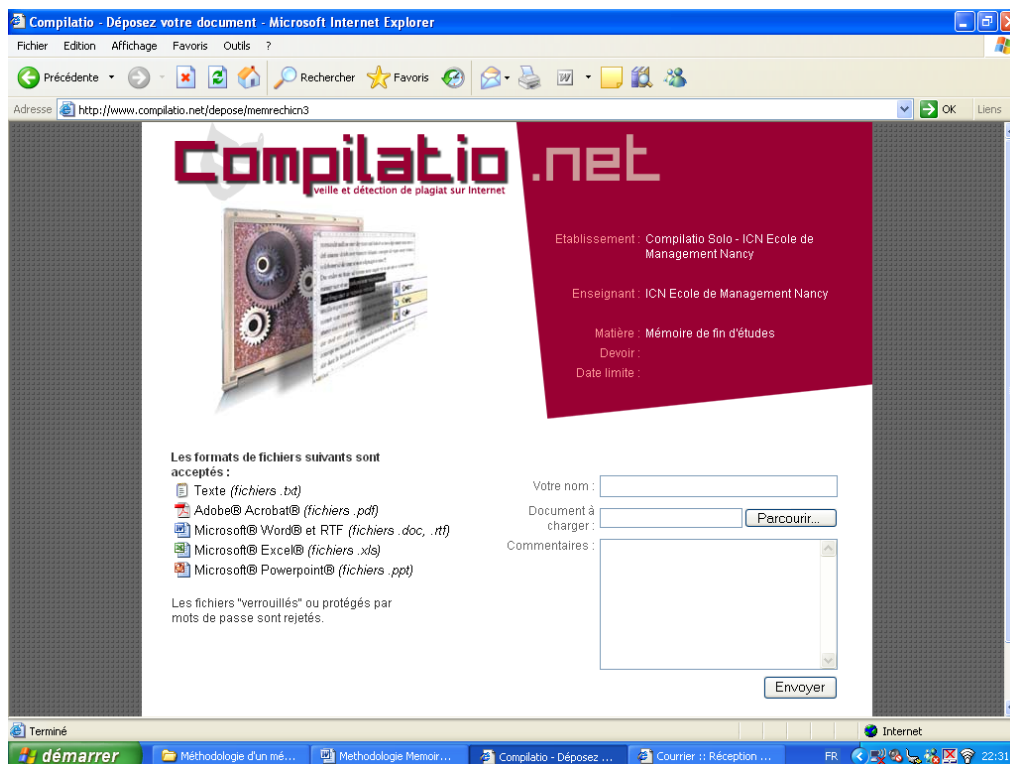 Compilatio - Déposez votre document - Microsoft Internet Explorer
Fichier Edition Affichage Favoris Outils ?
Précédente Rechercher Favoris
Adresse http://www.compilatio.net/depose/memrechicn3 OK Liens
Compilatio .net
veille et détection de plagiat sur Internet
Etablissement : Compilatio Solo - ICN Ecole de
Management Nancy
Enseignant : ICN Ecole de Management Nancy
Matière : Mémoire de fin d'études
Devoir :
Date limite :
Les formats de fichiers suivants sont
acceptés :
Texte (fichiers .txt)
Adobe® Acrobat® (fichiers .pdf)
Microsoft® Word® et RTF (fichiers .doc, .rtf)
Microsoft® Excel® (fichiers .xls)
Microsoft® Powerpoint® (fichiers .ppt)
Les fichiers "verrouillés" ou protégés par
mots de passe sont rejetés.
Votre nom :
Document à
charger :
Parcourir...
Commentaires :
Envoyer
Terminé Internet
démarrer Méthodologie d'un mé... Methodologie Memoir... Compilatio - Déposez ... Courrier :: Réception ... FR 22:31